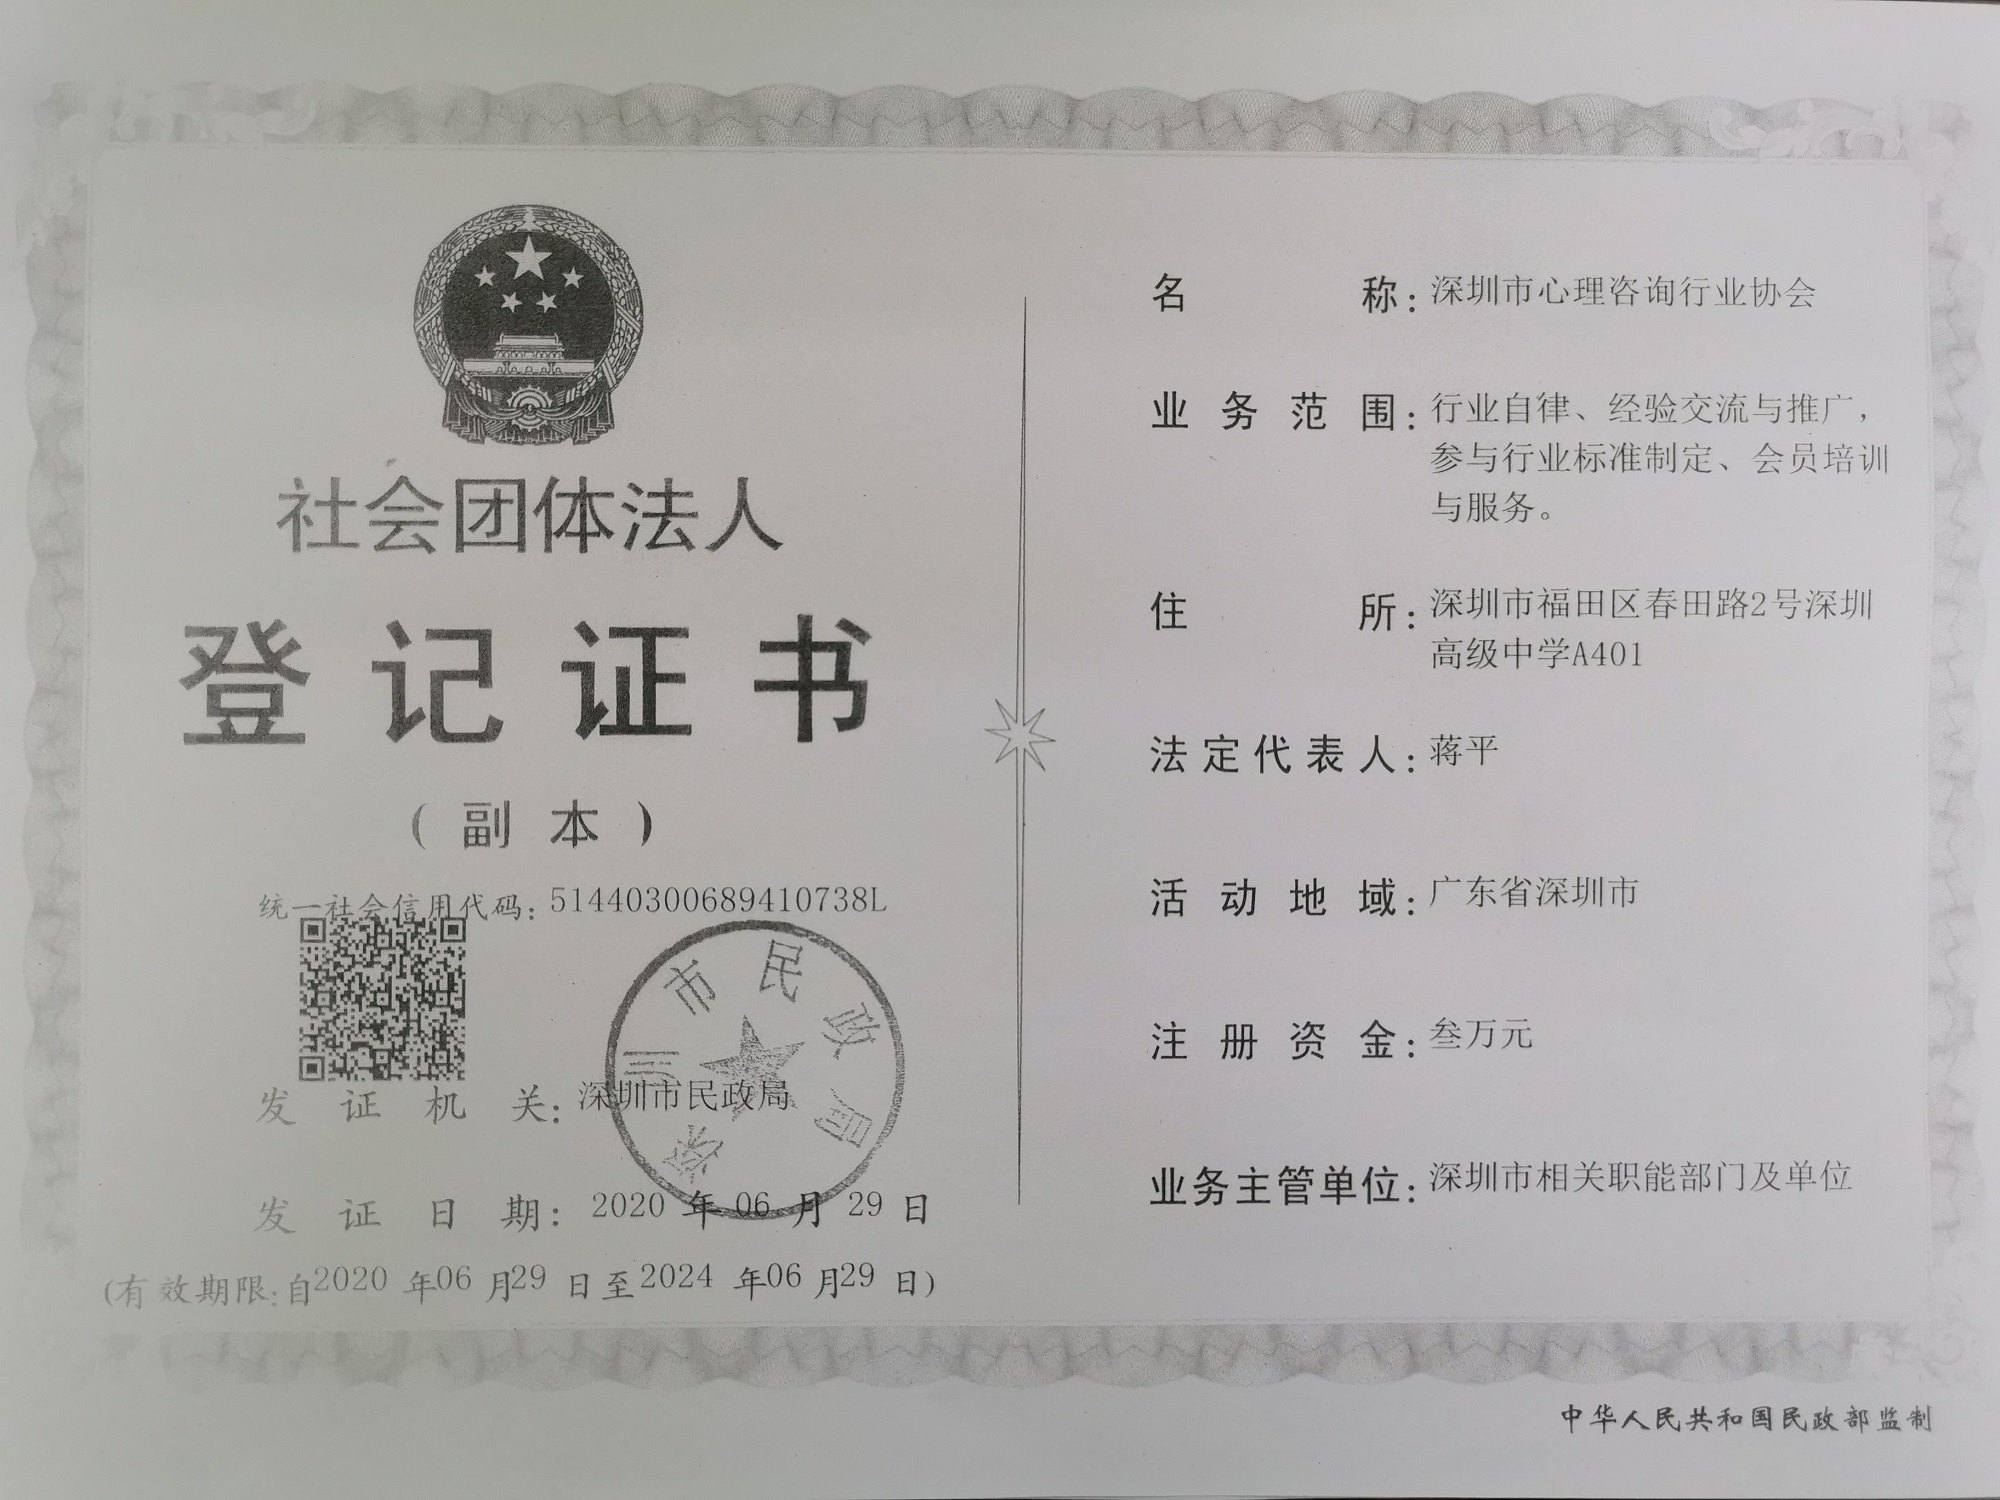 社会团体法人
登记证书
（副本）
统一社会信用代码：51440300689410738L
深圳市民政局
发证机关：深圳市民政局
发证日期：2020年06月29日
(有效期限:自2020年06月29日至2024年06月29日)
名称：深圳市心理咨询行业协会
业务范围：行业自律、经验交流与推广，
参与行业标准制定、会员培训
与服务。
住所：深圳市福田区春田路2号深圳
高级中学A401
法定代表人：蒋平
活动地域：广东省深圳市
注册资金：叁万元
业务主管单位：深圳市相关职能部门及单位
中华人民共和国民政部监制